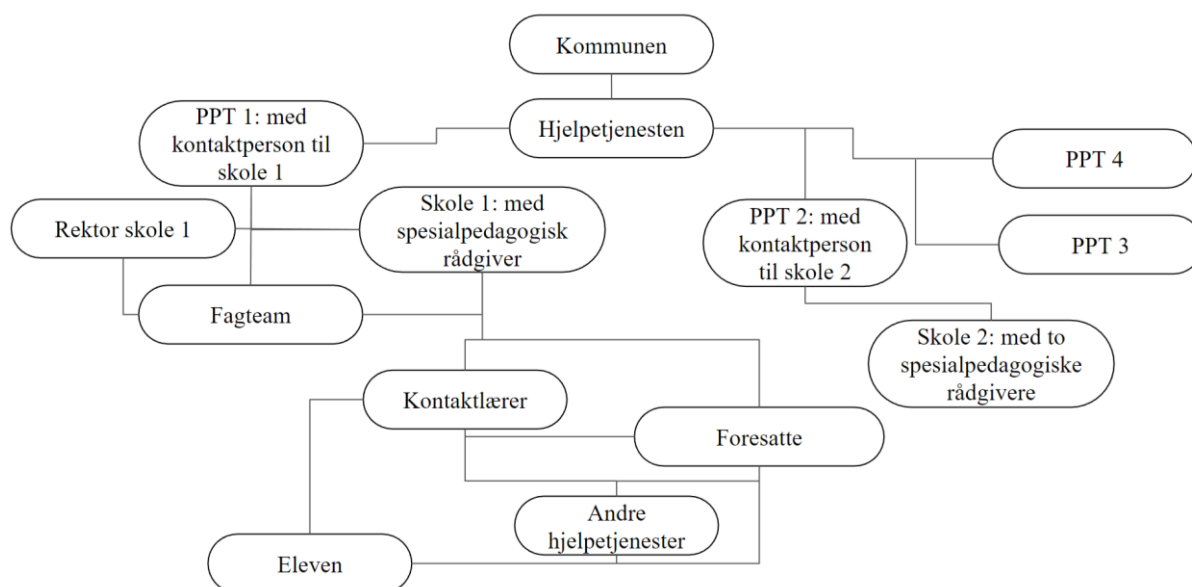 Kommunen
PPT 1: med
kontaktperson til
skole 1
Hjelpetjenesten
PPT 4
Rektor skole 1
Skole 1: med
spesialpedagogisk
rådgiver
PPT 2: med
kontaktperson
til skole 2
PPT 3
Fagteam
Skole 2: med to
spesialpedagogiske
rådgivere
Kontaktlærer
Foresatte
Andre
hjelpetjenester
Eleven